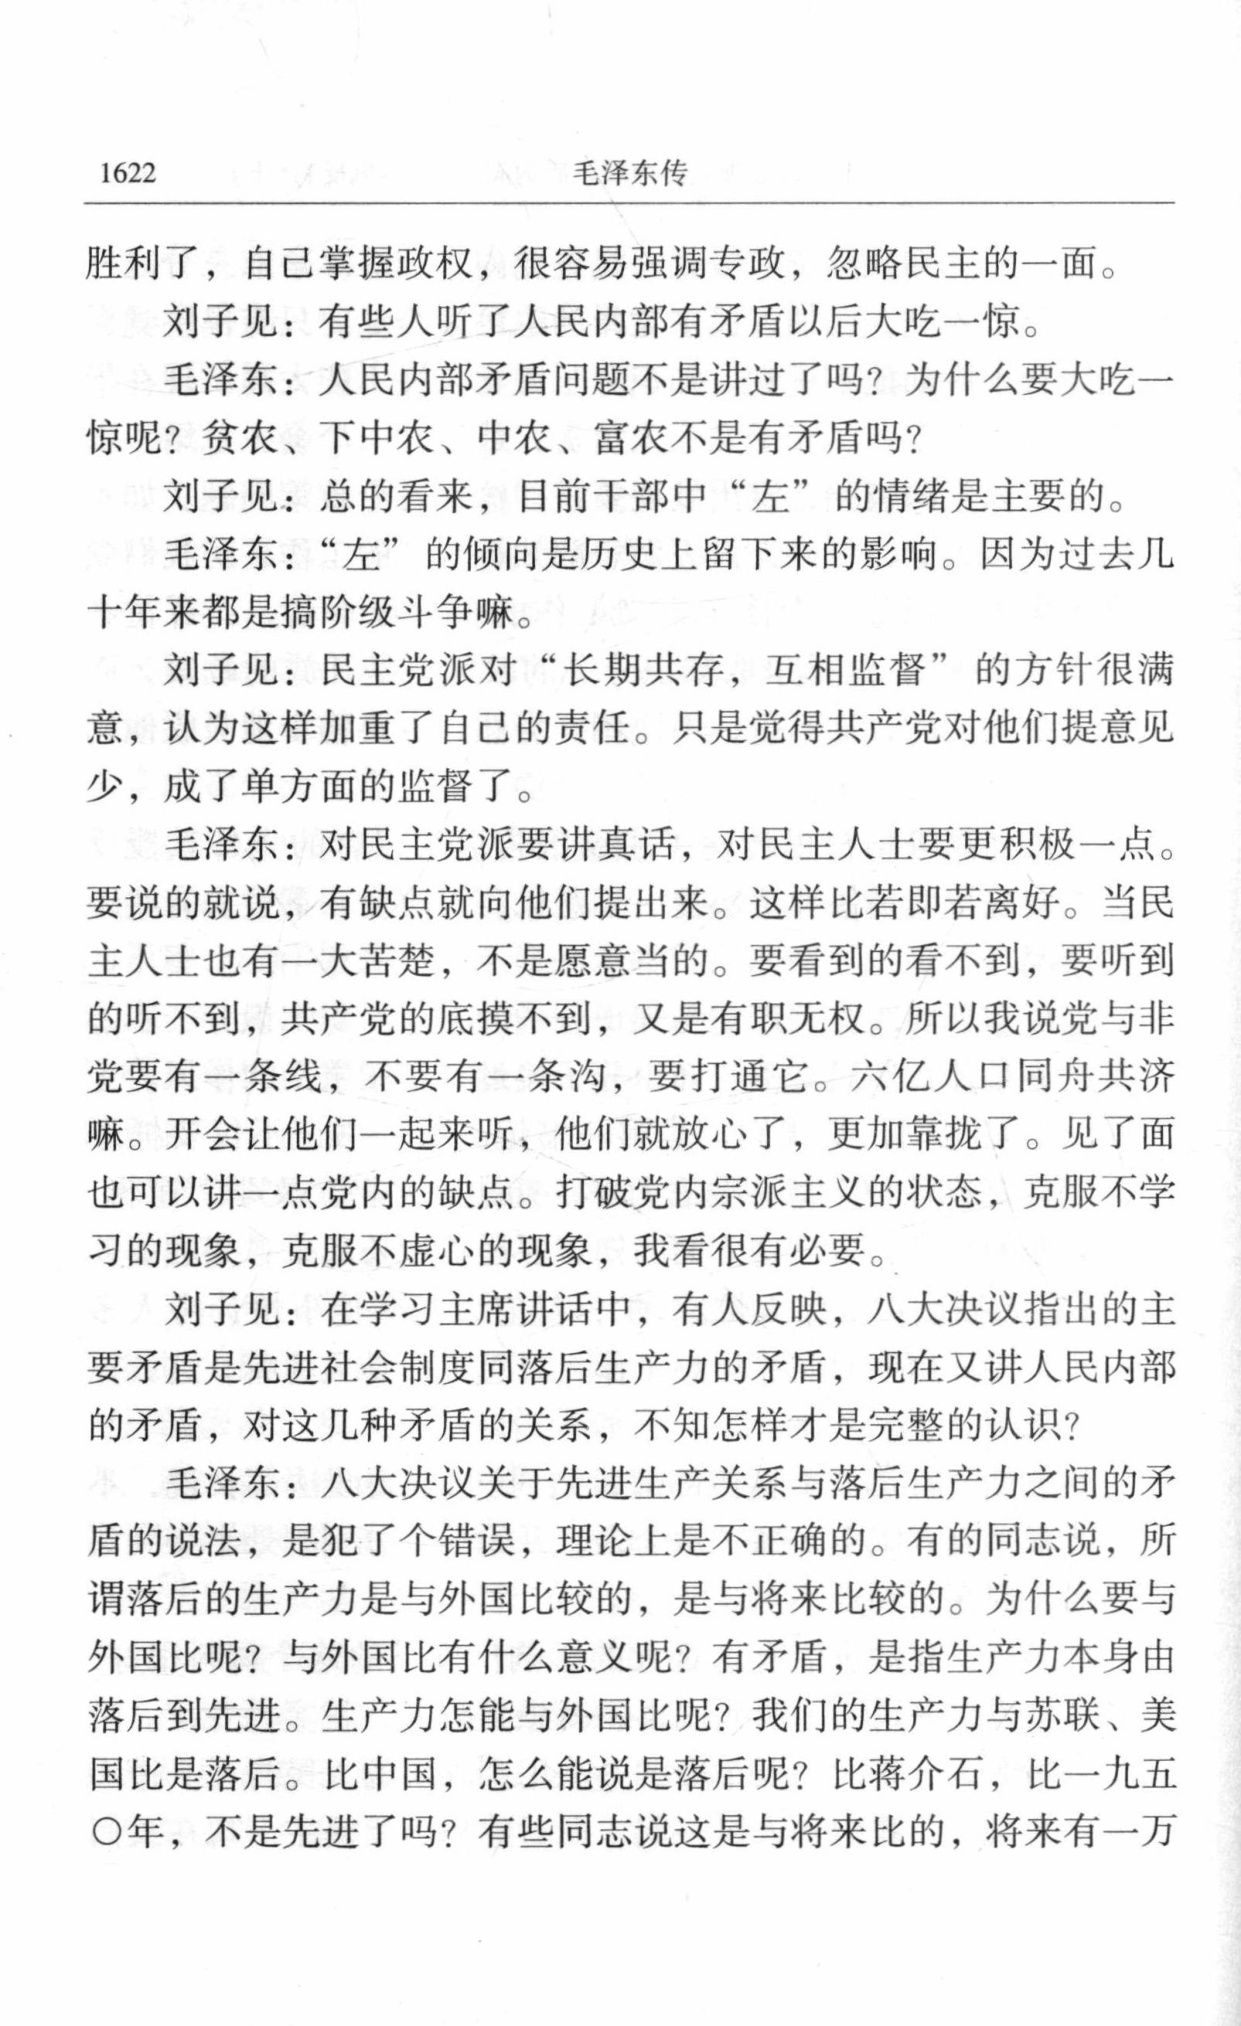 1622 毛泽东传
胜利了，自己掌握政权，很容易强调专政，忽略民主的一面。
刘子见：有些人听了人民内部有矛盾以后大吃一惊。
毛泽东：人民内部矛盾问题不是讲过了吗？为什么要大吃一
惊呢？贫农、下中农、中农、富农不是有矛盾吗？
刘子见：总的看来，目前干部中“左”的情绪是主要的。
毛泽东：“左”的倾向是历史上留下来的影响。因为过去几
十年来都是搞阶级斗争嘛。
刘子见：民主党派对“长期共存，互相监督”的方针很满
意，认为这样加重了自己的责任。只是觉得共产党对他们提意见
少，成了单方面的监督了。
毛泽东：对民主党派要讲真话，对民主人士要更积极一点。
要说的就说，有缺点就向他们提出来。这样比若即若离好。当民
主人士也有一大苦楚，不是愿意当的。要看到的看不到，要听到
的听不到，共产党的底摸不到，又是有职无权。所以我说党与非
党要有一条线，不要有一条沟，要打通它。六亿人口同舟共济
嘛。开会让他们一起来听，他们就放心了，更加靠拢了。见了面
也可以讲一点党内的缺点。打破党内宗派主义的状态，克服不学
习的现象，克服不虚心的现象，我看很有必要。
刘子见：在学习主席讲话中，有人反映，八大决议指出的主
要矛盾是先进社会制度同落后生产力的矛盾，现在又讲人民内部
的矛盾，对这几种矛盾的关系，不知怎样才是完整的认识？
毛泽东：八大决议关于先进生产关系与落后生产力之间的矛
盾的说法，是犯了个错误，理论上是不正确的。有的同志说，所
谓落后的生产力是与外国比较的，是与将来比较的。为什么要与
外国比呢？与外国比有什么意义呢？有矛盾，是指生产力本身由
落后到先进。生产力怎能与外国比呢？我们的生产力与苏联、美
国比是落后。比中国，怎么能说是落后呢？比蒋介石，比一九五
〇年，不是先进了吗？有些同志说这是与将来比的，将来有一万